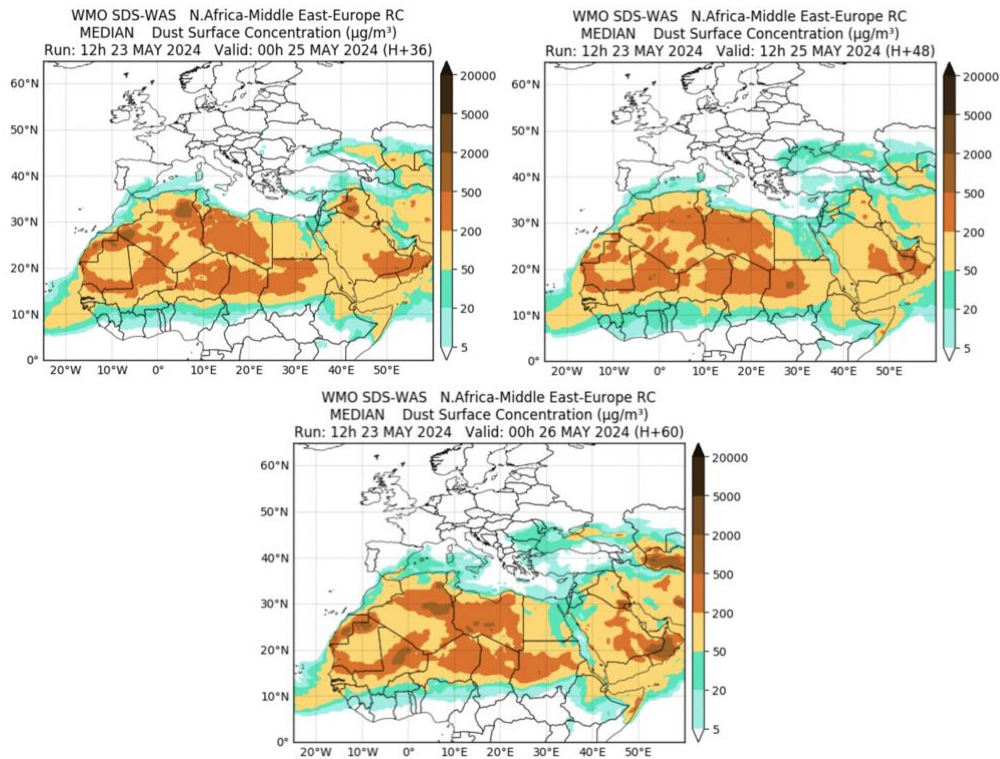 WMO SDS-WAS N.Africa-Middle East-Europe RC
MEDIAN Dust Surface Concentration (µg/m³)
Run: 12h 23 MAY 2024 Valid: 00h 25 MAY 2024 (H+36)
60°N
50°N
40°N
30°N
20°N
10°N
0°
20°W 10°W 0° 10°E 20°E 30°E 40°E 50°E
20000
5000
2000
500
200
50
20
5
WMO SDS-WAS N.Africa-Middle East-Europe RC
MEDIAN Dust Surface Concentration (µg/m³)
Run: 12h 23 MAY 2024 Valid: 12h 25 MAY 2024 (H+48)
60°N
50°N
40°N
30°N
20°N
10°N
0°
20°W 10°W 0° 10°E 20°E 30°E 40°E 50°E
20000
5000
2000
500
200
50
20
5
WMO SDS-WAS N.Africa-Middle East-Europe RC
MEDIAN Dust Surface Concentration (µg/m³)
Run: 12h 23 MAY 2024 Valid: 00h 26 MAY 2024 (H+60)
60°N
50°N
40°N
30°N
20°N
10°N
0°
20°W 10°W 0° 10°E 20°E 30°E 40°E 50°E
20000
5000
2000
500
200
50
20
5